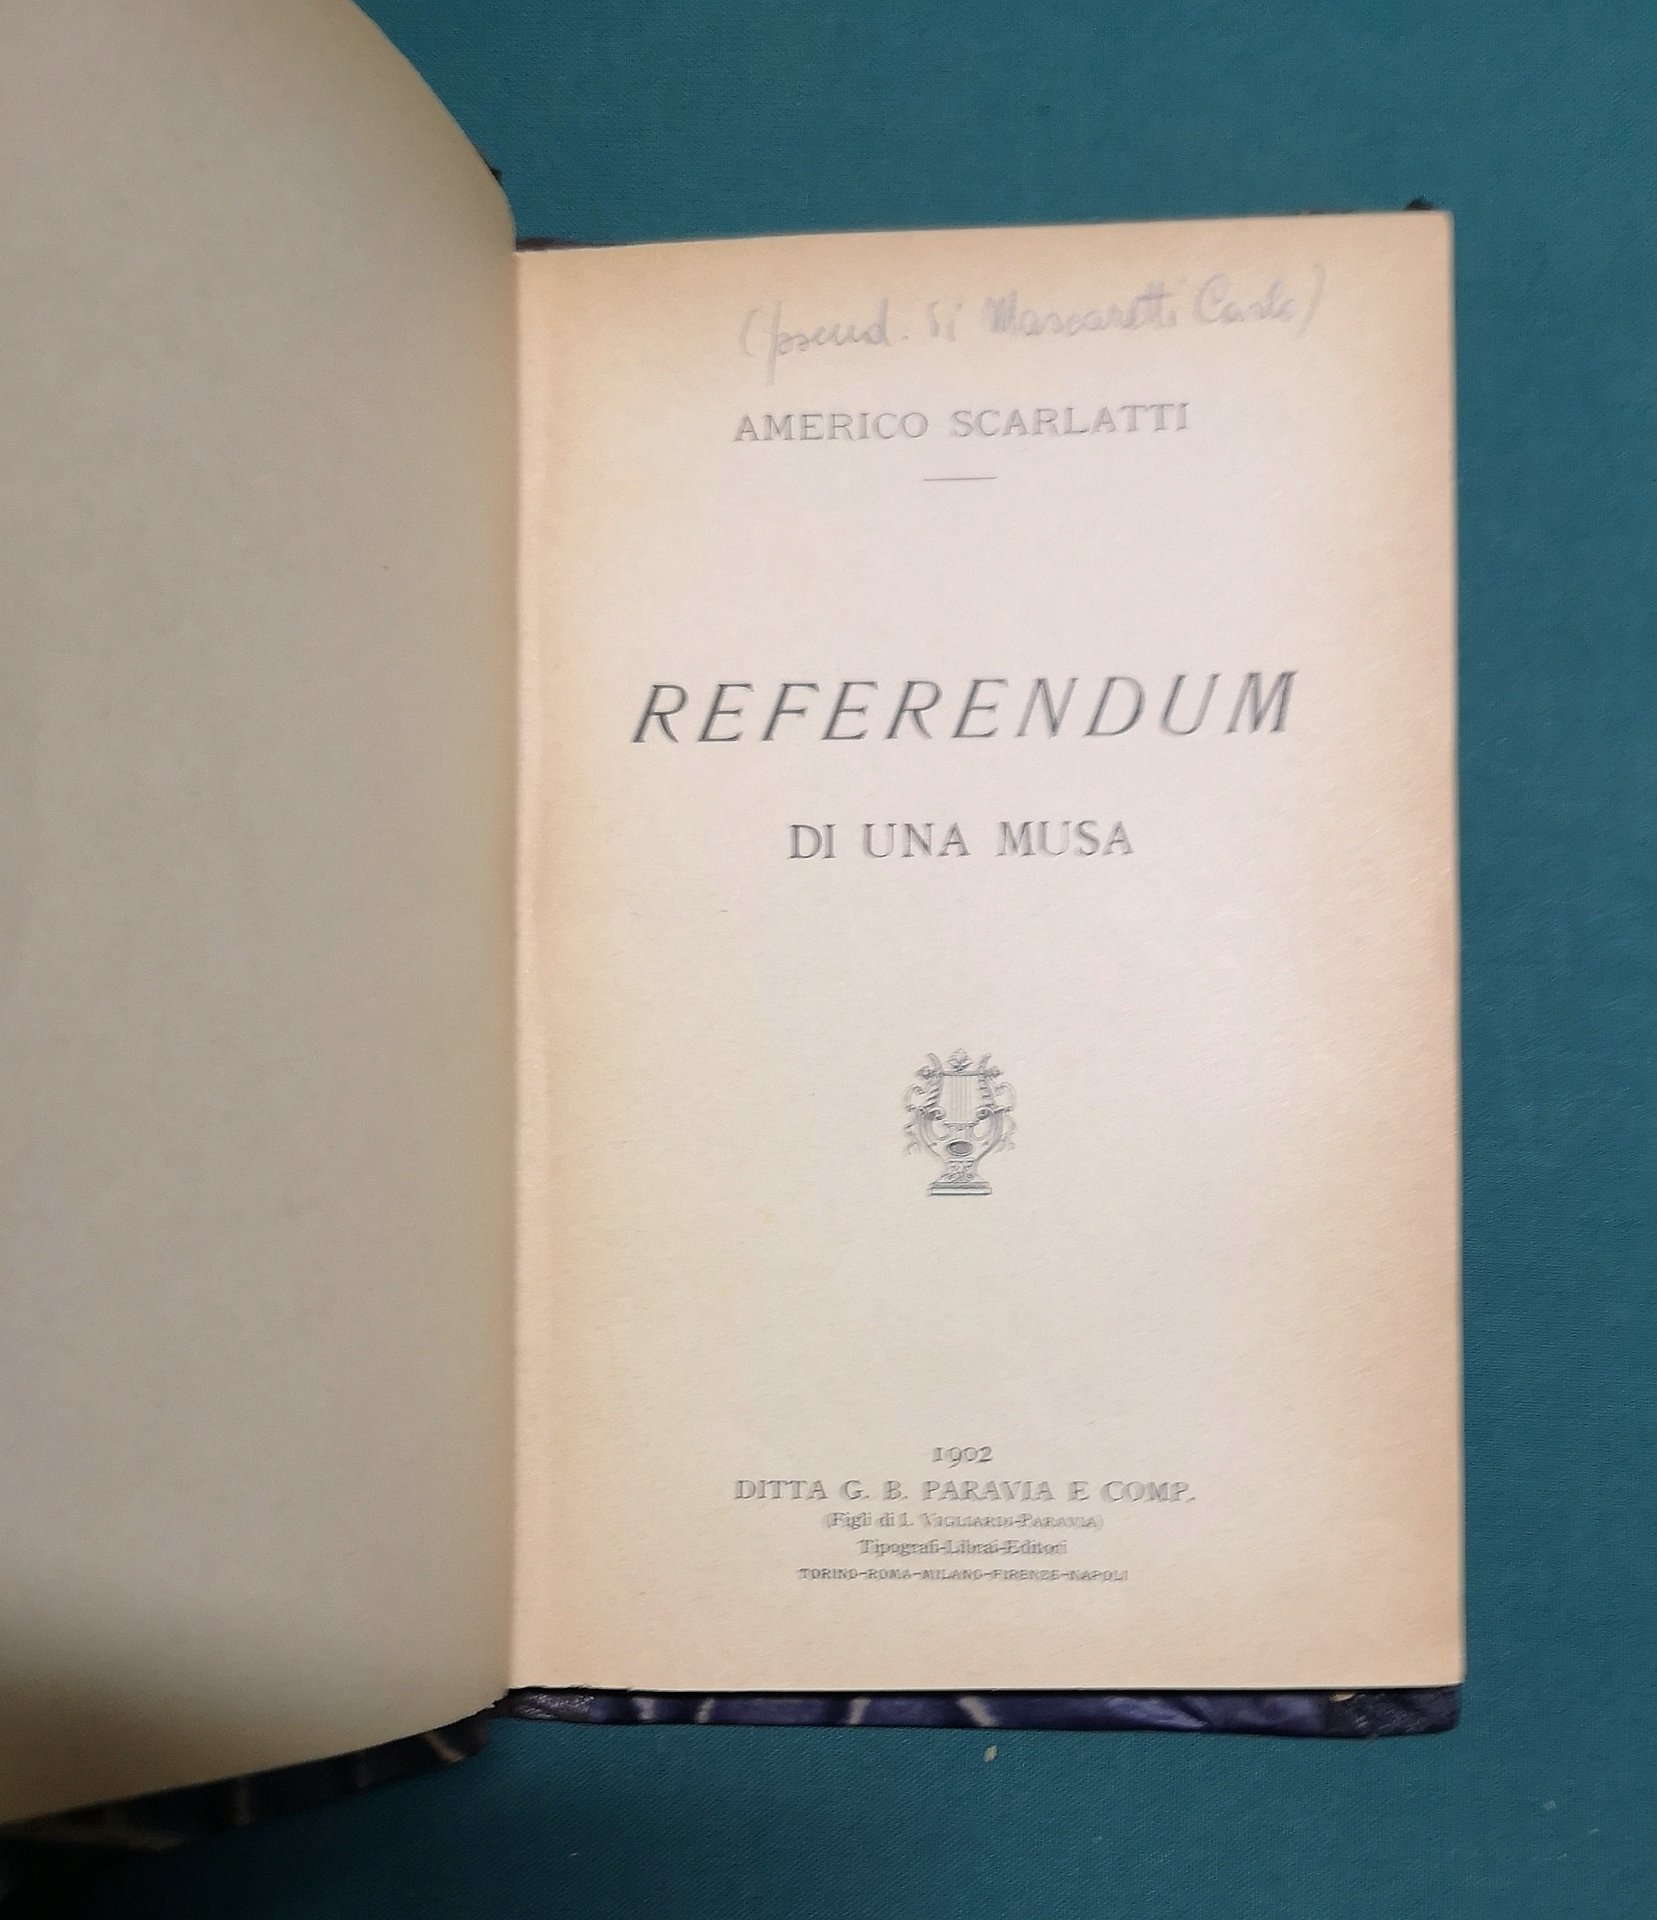 (pseud. di Mascaretti Carlo)
AMERICO SCARLATTI
REFERENDUM
DI UNA MUSA
1902
DITTA G. B. PARAVIA E COMP.
(Figli di I. VIGLIARDI-PARAVIA)
Tipografi-Librai-Editori
TORINO-ROMA-MILANO-FIRENZE-NAPOLI